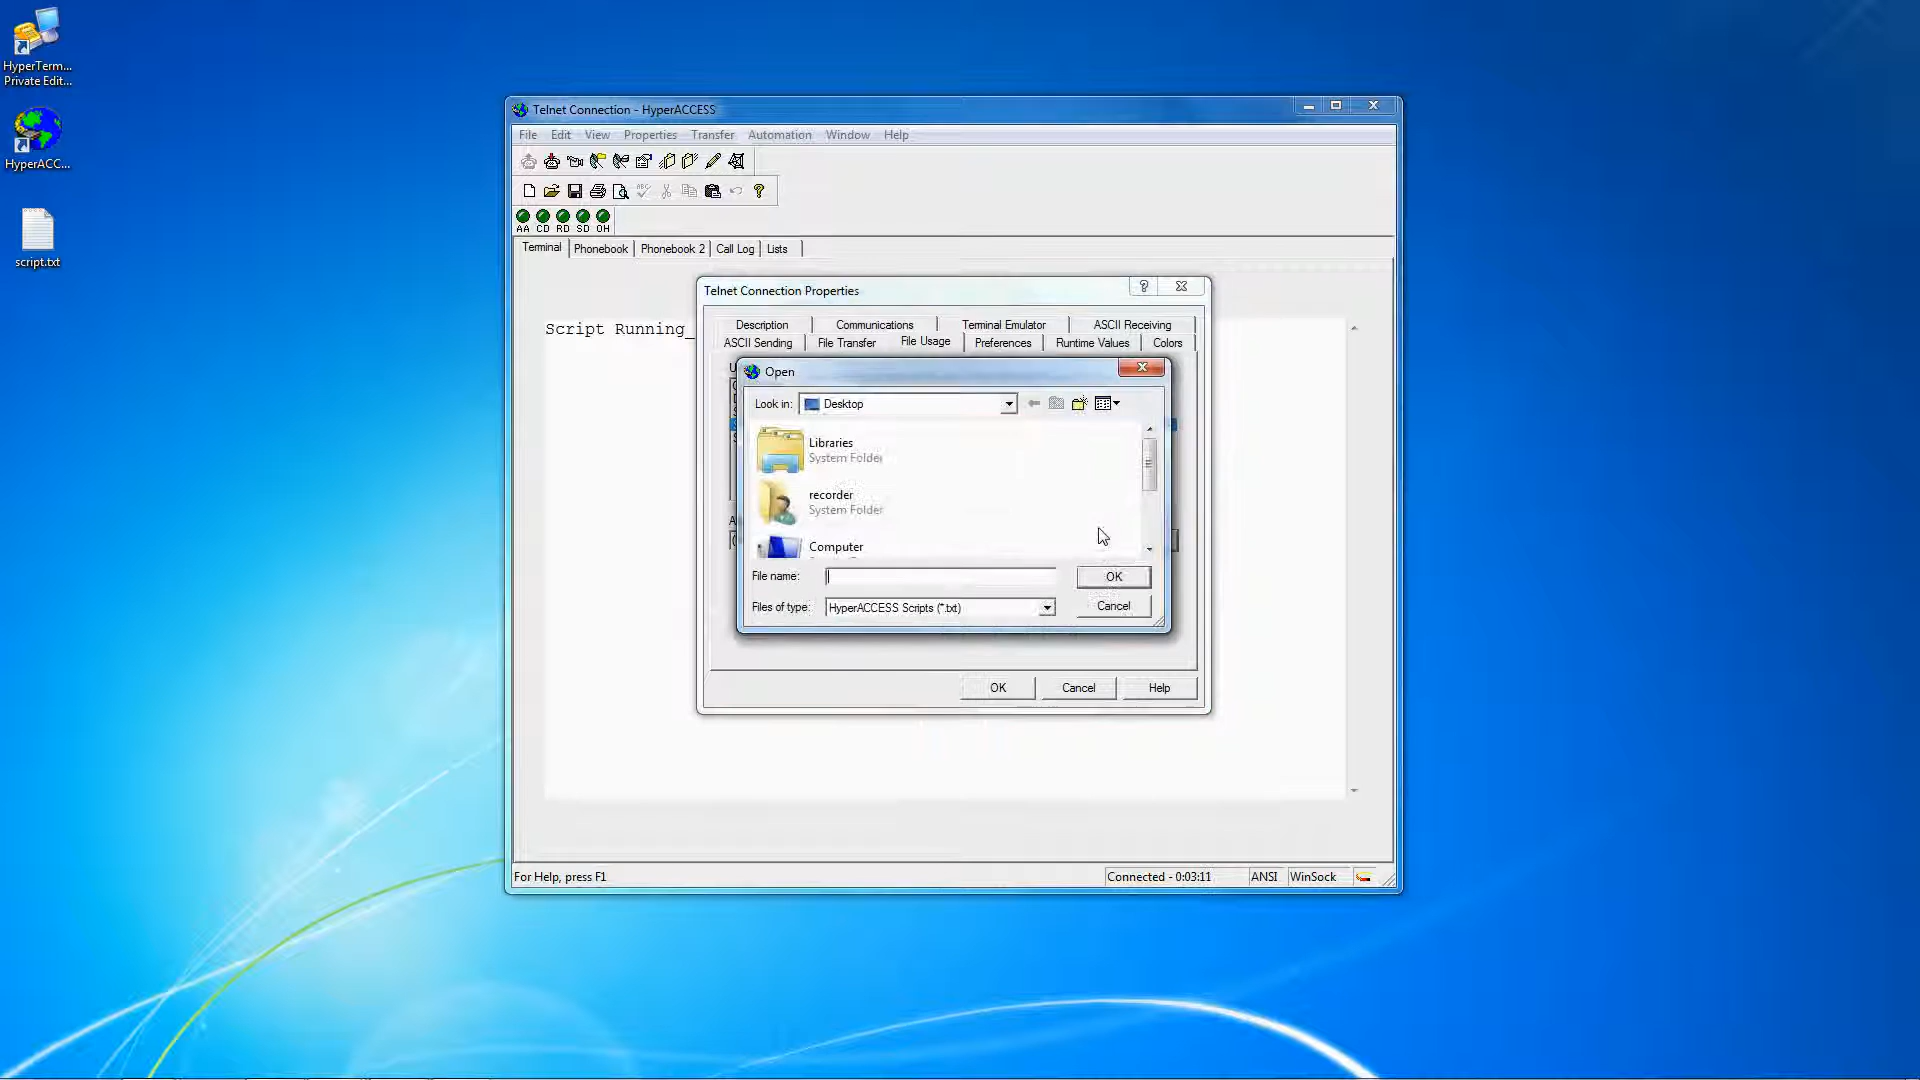 HyperTerm...
Private Edit...
HyperACC...
script.txt
Telnet Connection - HyperACCESS
File Edit View Properties Transfer Automation Window Help
AA CD RD SD OH
Terminal Phonebook Phonebook 2 Call Log Lists
Telnet Connection Properties
Script Running_
Description Communications Terminal Emulator ASCII Receiving
ASCII Sending File Transfer File Usage Preferences Runtime Values Colors
Open
Look in: Desktop
Libraries
System Folder
recorder
System Folder
Computer
File name:
OK
Files of type: HyperACCESS Scripts (*.txt)
Cancel
OK Cancel Help
For Help, press F1
Connected - 0:03:11 ANSI WinSock